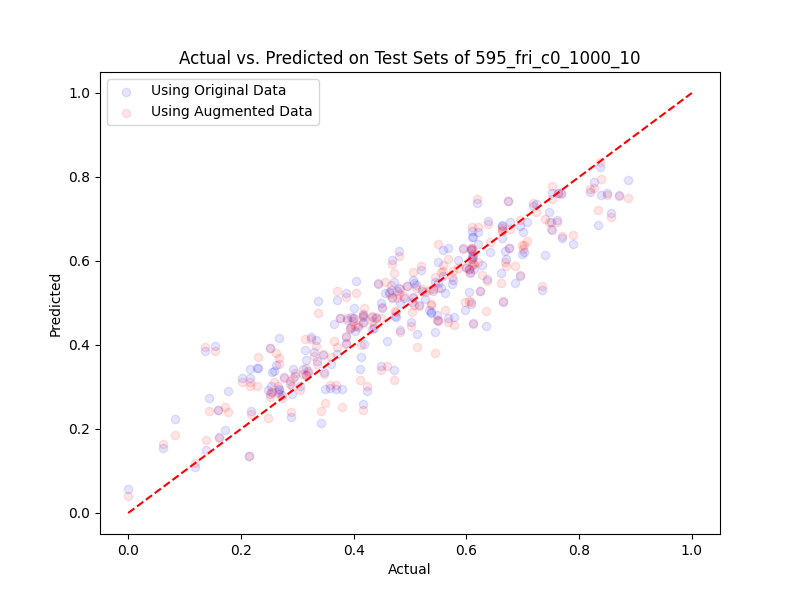 Actual vs. Predicted on Test Sets of 595_fri_c0_1000_10
Using Original Data
Using Augmented Data
1.0
0.8
0.6
0.4
0.2
0.0
Predicted
0.0 0.2 0.4 0.6 0.8 1.0
Actual